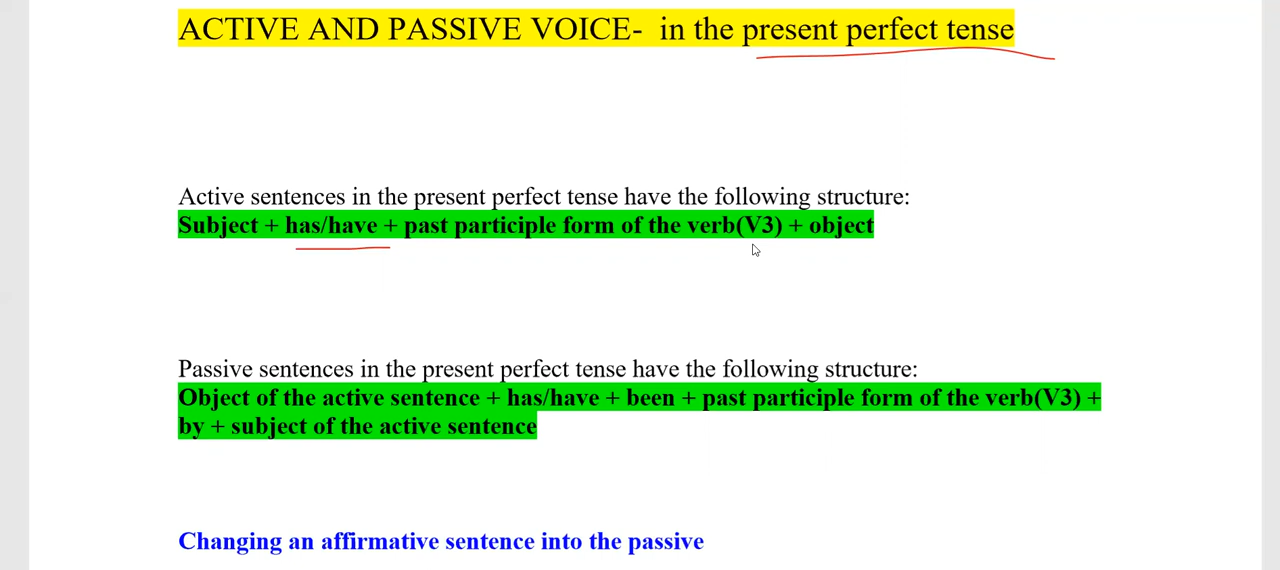 ACTIVE AND PASSIVE VOICE- in the present perfect tense
Active sentences in the present perfect tense have the following structure:
Subject + has/have + past participle form of the verb(V3) + object
Passive sentences in the present perfect tense have the following structure:
Object of the active sentence + has/have + been + past participle form of the verb(V3) +
by + subject of the active sentence
Changing an affirmative sentence into the passive